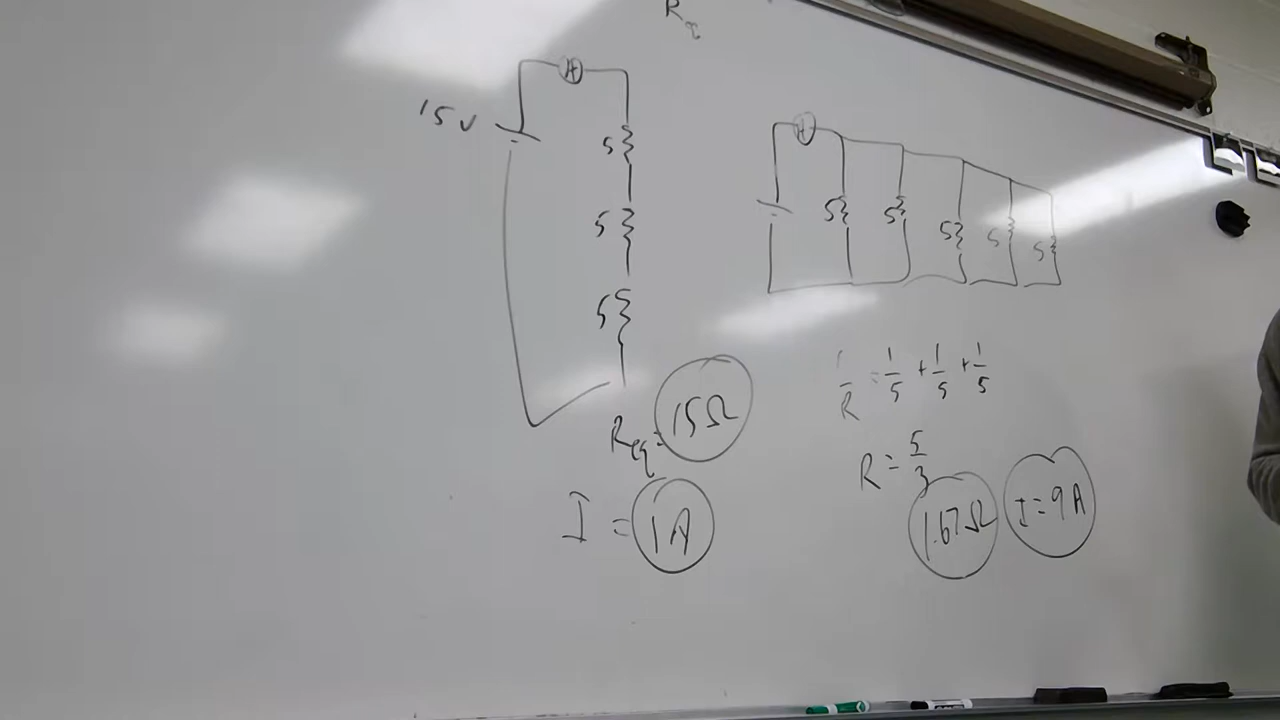 R
15 V
A
5
5
5
Req = 15Ω
I = 1A
A
5 5 5 5 5
1/R = 1/5 + 1/5 + 1/5
R = 5/3
1.67Ω
I = 9A